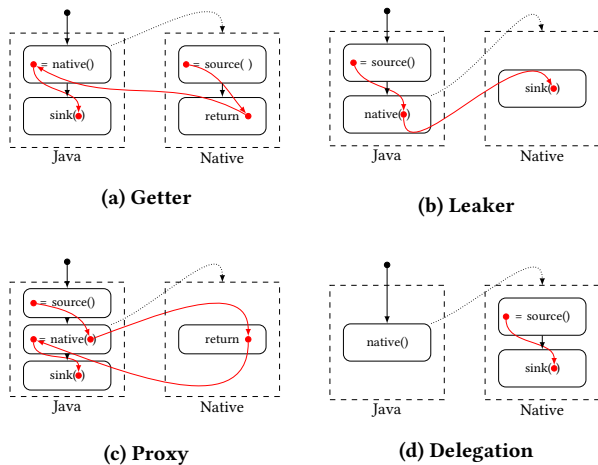 = native()
sink( )
Java
= source( )
return
Native
(a) Getter
= source()
native( )
Java
sink( )
Native
(b) Leaker
= source()
= native( )
sink( )
Java
return
Native
(c) Proxy
native()
Java
= source()
sink( )
Native
(d) Delegation